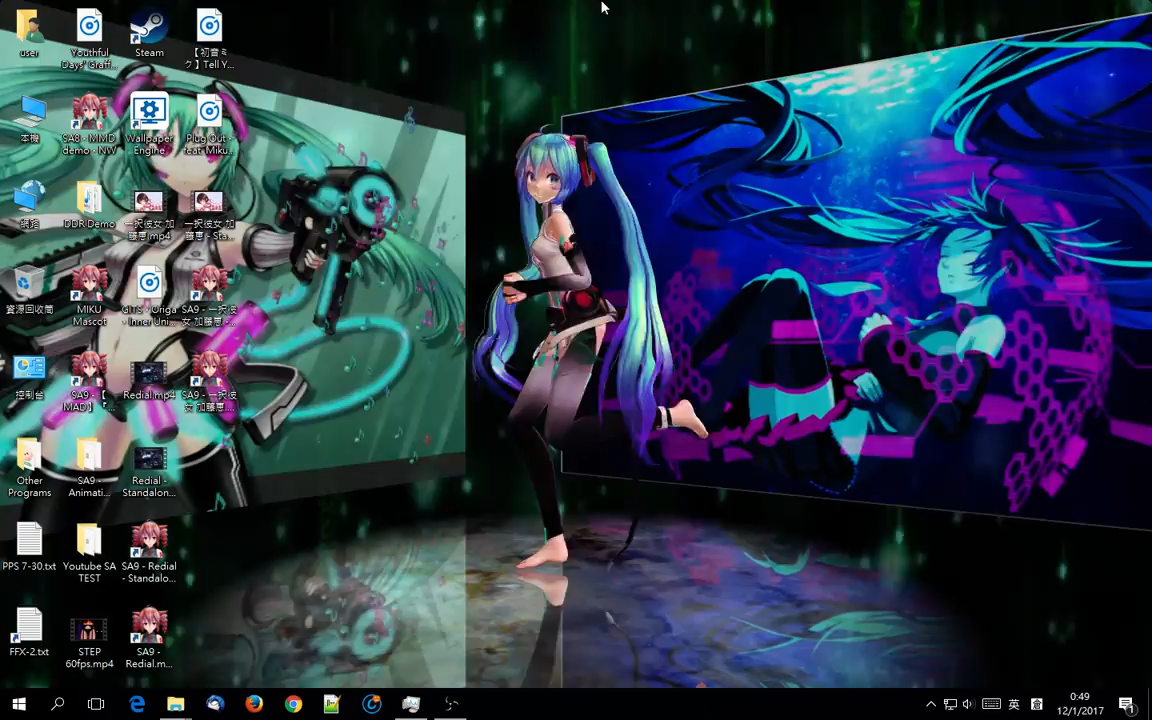 user
Youthful
Days' Graff...
Steam
【初音ミ
ク】Tell Y...
本機
SA8 - MMD
demo - NW
Wallpaper
Engine
Plug Out -
feat. Miku...
網路
DDR Demo
一択彼女 加
藤恵.mp4
一択彼女 加
藤恵 - Sta...
資源回收筒
MIKU
Mascot
GITS - Origa
- Inner Uni...
SA9 - 一択彼
女 加藤恵 -...
控制台
SA9 - 【
MAD】「...
Redial.mp4
SA9 - 一択彼
女 加藤恵....
Other
Programs
SA9 -
Animati...
Redial -
Standalon...
PPS 7-30.txt
Youtube SA
TEST
SA9 - Redial
- Standalo...
FFX-2.txt
STEP
60fps.mp4
SA9 -
Redial.m...
英
0:49
12/1/2017
1